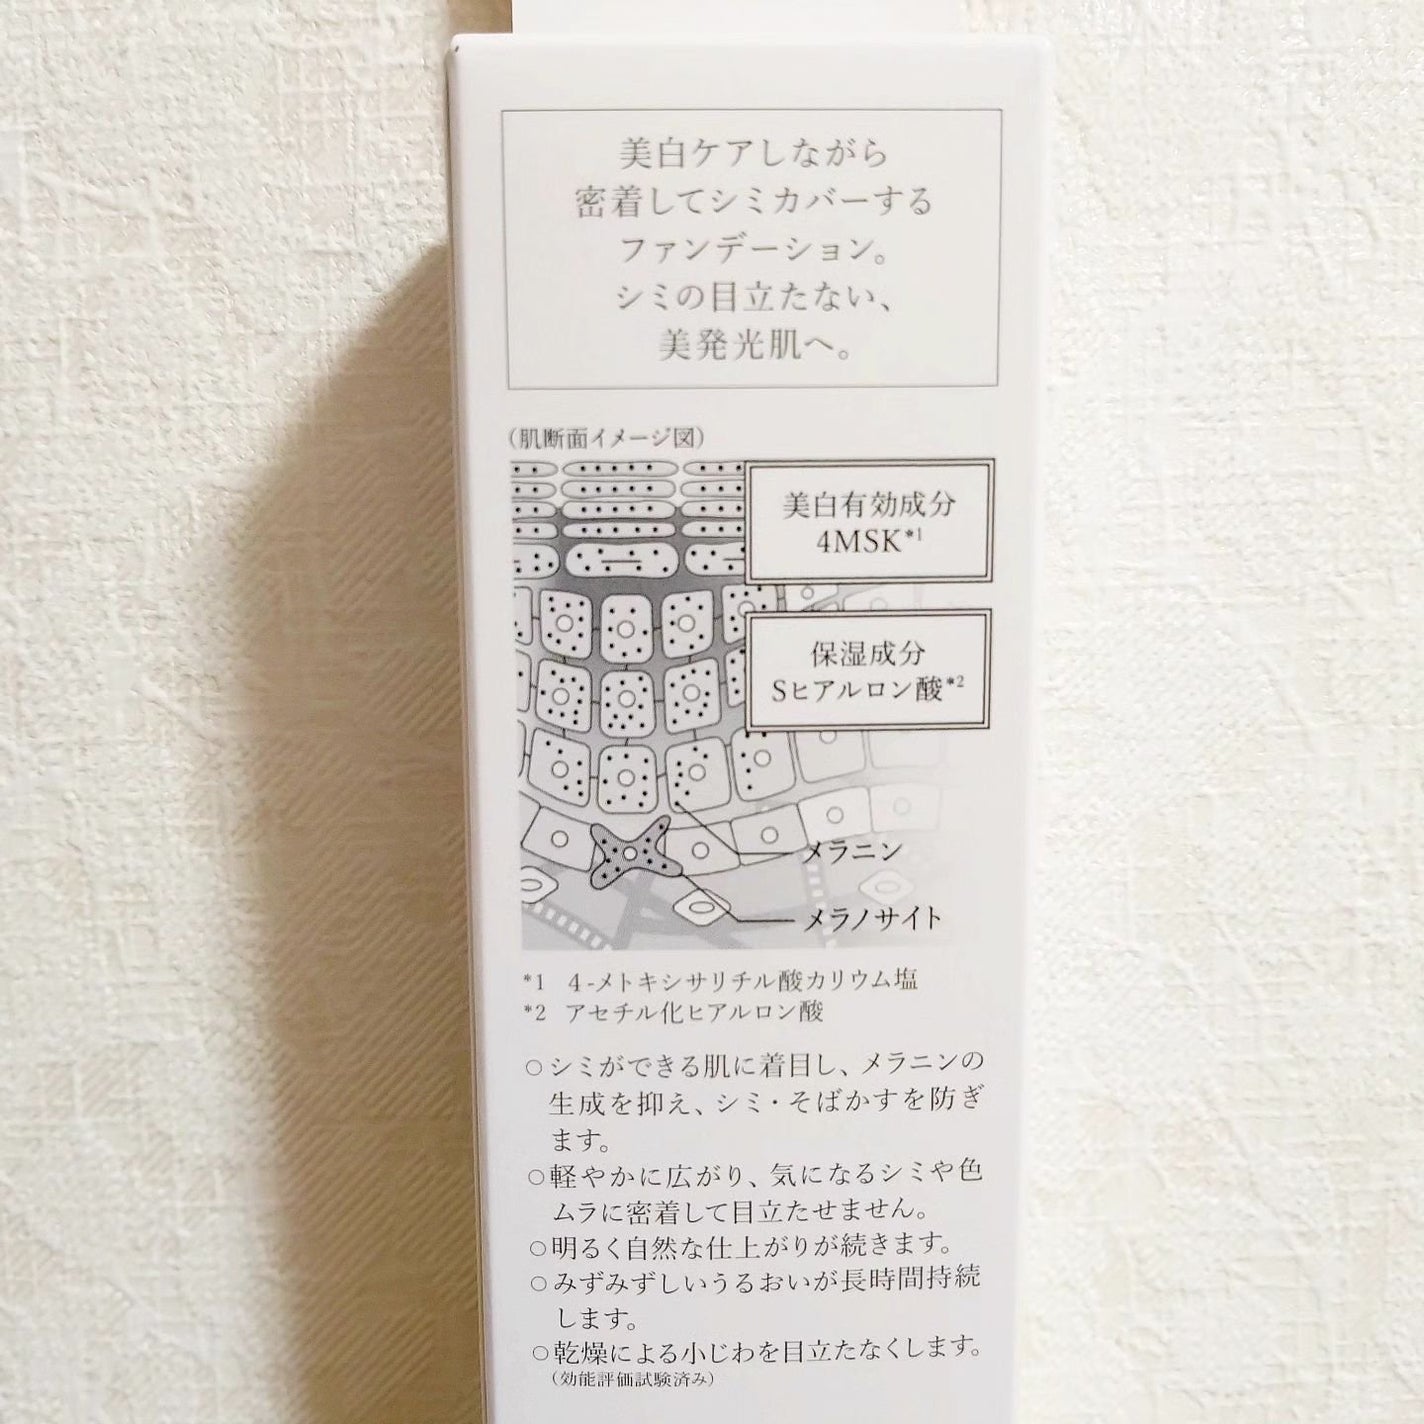 美白ケアしながら
密着してシミカバーする
ファンデーション。
シミの目立たない、
美発光肌へ。
（肌断面イメージ図）
美白有効成分
4MSK*1
保湿成分
Sヒアルロン酸*2
メラニン
メラノサイト
*1 4-メトキシサリチル酸カリウム塩
*2 アセチル化ヒアルロン酸
○シミができる肌に着目し、メラニンの
生成を抑え、シミ・そばかすを防ぎ
ます。
○軽やかに広がり、気になるシミや色
ムラに密着して目立たせません。
○明るく自然な仕上がりが続きます。
○みずみずしいうるおいが長時間持続
します。
○乾燥による小じわを目立たなくします。
（効能評価試験済み）